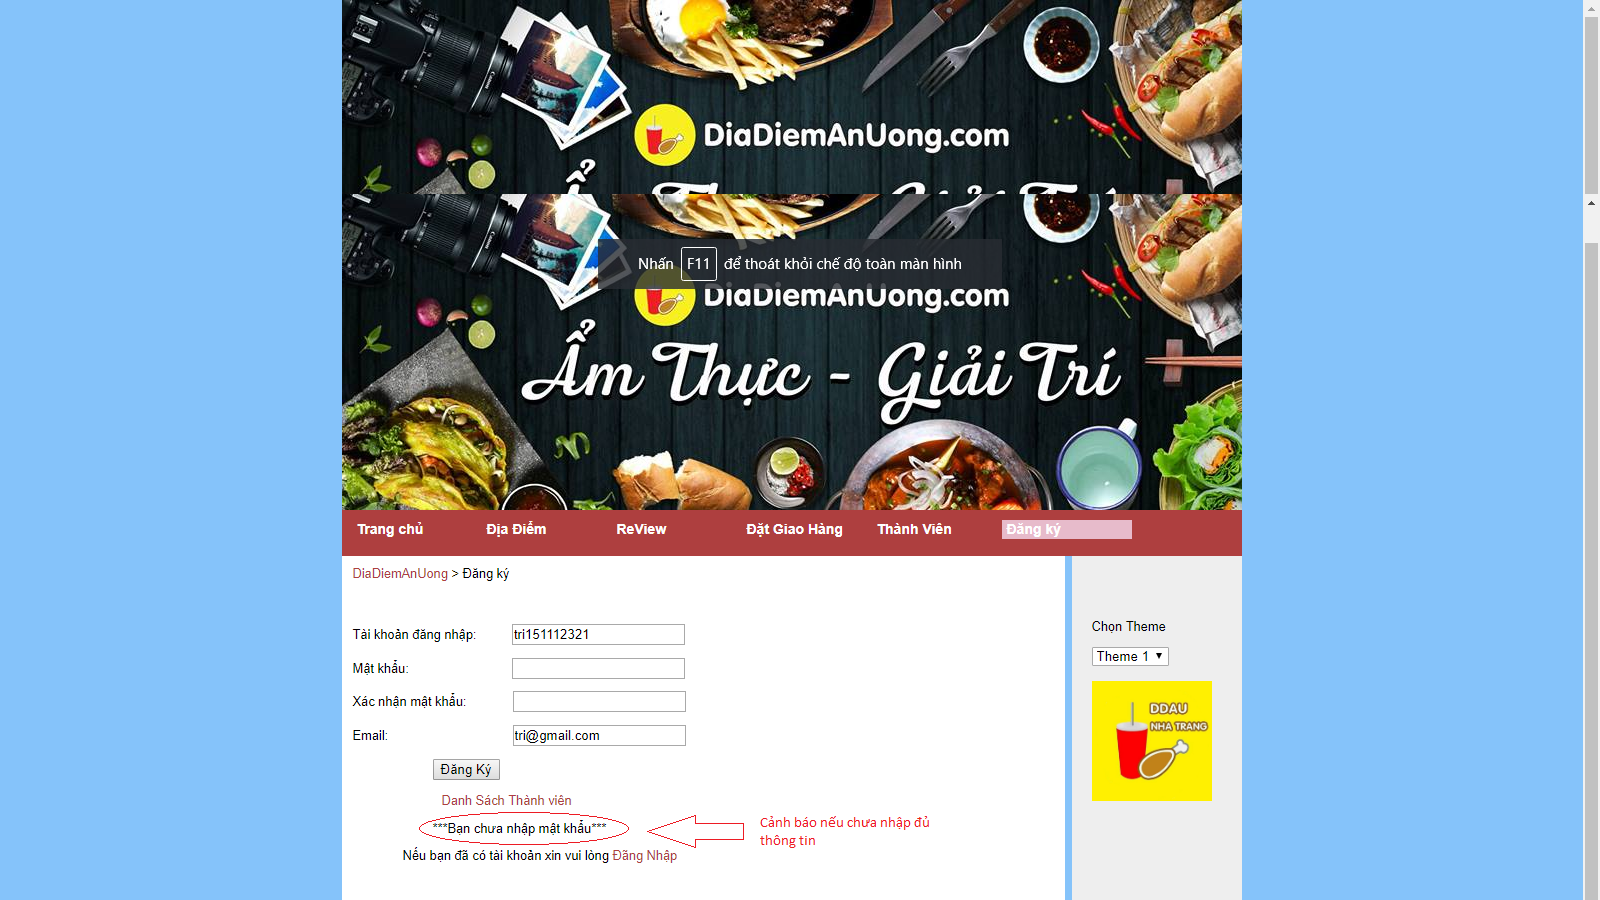 DiaDiemAnUong.com
Nhấn F11 để thoát khỏi chế độ toàn màn hình
DiaDiemAnUong.com
Ẩm Thực - Giải Trí
Trang chủ Địa Điểm ReView Đặt Giao Hàng Thành Viên Đăng ký
DiaDiemAnUong > Đăng ký
Tài khoản đăng nhập: tri151112321
Mật khẩu:
Xác nhận mật khẩu:
Email: tri@gmail.com
Đăng Ký
Danh Sách Thành viên
***Bạn chưa nhập mật khẩu***
Nếu bạn đã có tài khoản xin vui lòng Đăng Nhập
Cảnh báo nếu chưa nhập đủ
thông tin
Chọn Theme
Theme 1
DDAU
NHA TRANG